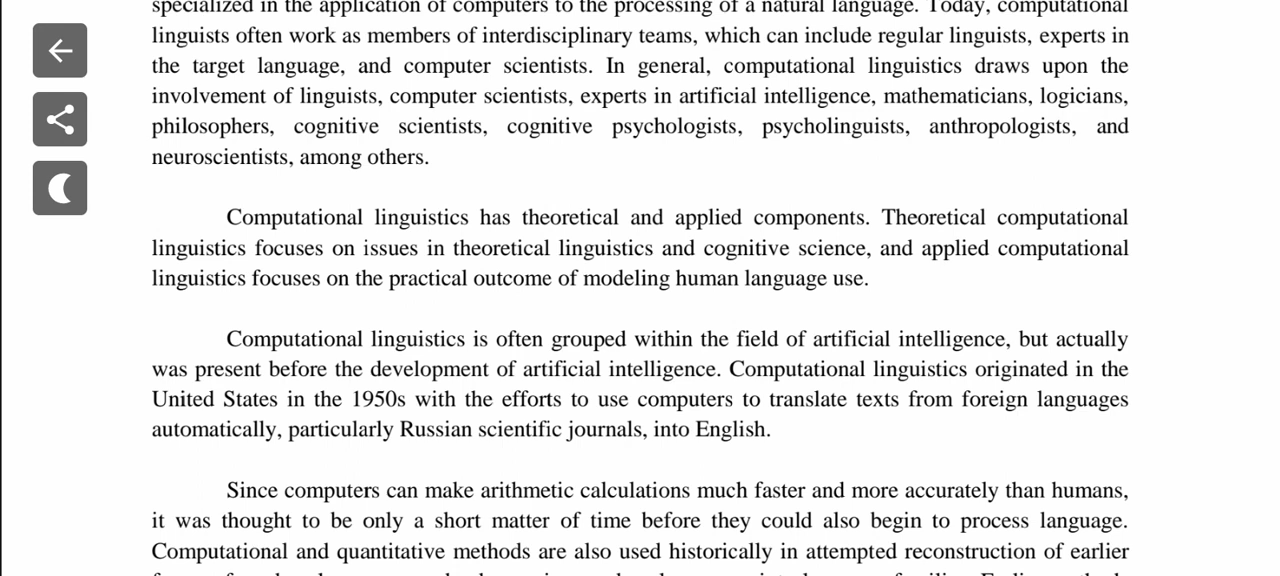 specialized in the application of computers to the processing of a natural language. Today, computational
linguists often work as members of interdisciplinary teams, which can include regular linguists, experts in
the target language, and computer scientists. In general, computational linguistics draws upon the
involvement of linguists, computer scientists, experts in artificial intelligence, mathematicians, logicians,
philosophers, cognitive scientists, cognitive psychologists, psycholinguists, anthropologists, and
neuroscientists, among others.
Computational linguistics has theoretical and applied components. Theoretical computational
linguistics focuses on issues in theoretical linguistics and cognitive science, and applied computational
linguistics focuses on the practical outcome of modeling human language use.
Computational linguistics is often grouped within the field of artificial intelligence, but actually
was present before the development of artificial intelligence. Computational linguistics originated in the
United States in the 1950s with the efforts to use computers to translate texts from foreign languages
automatically, particularly Russian scientific journals, into English.
Since computers can make arithmetic calculations much faster and more accurately than humans,
it was thought to be only a short matter of time before they could also begin to process language.
Computational and quantitative methods are also used historically in attempted reconstruction of earlier